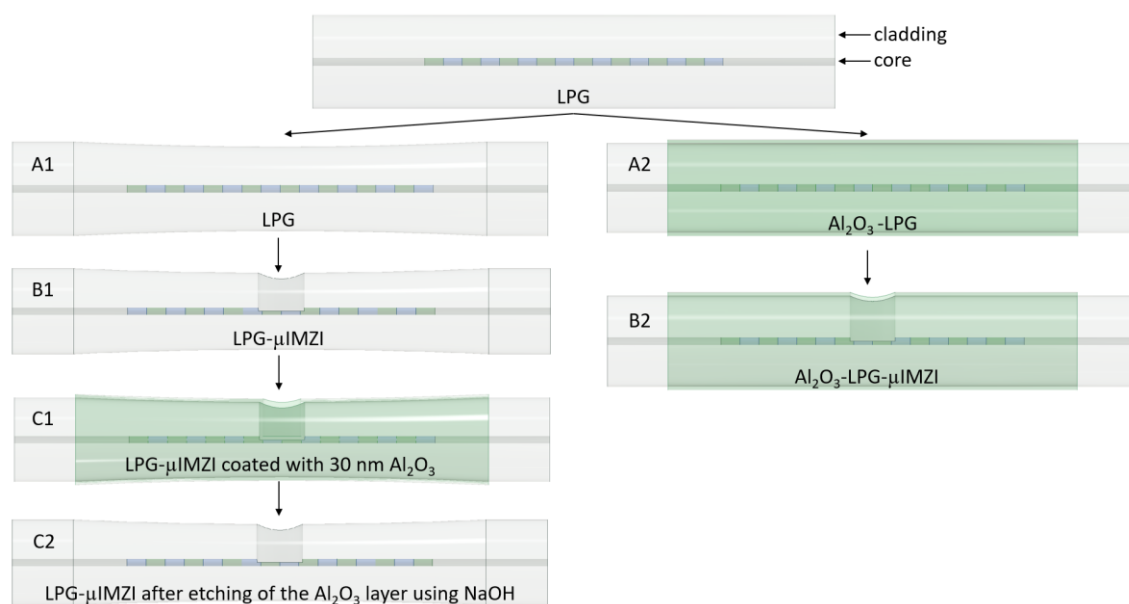 cladding
core
LPG
A1
LPG
A2
Al₂O₃ -LPG
B1
LPG-μIMZI
B2
Al₂O₃-LPG-μIMZI
C1
LPG-μIMZI coated with 30 nm Al₂O₃
C2
LPG-μIMZI after etching of the Al₂O₃ layer using NaOH